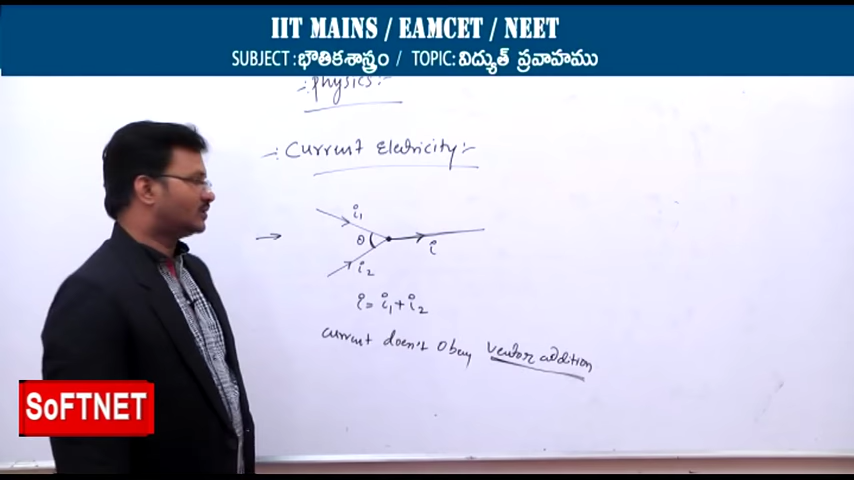 IIT MAINS / EAMCET / NEET
SUBJECT : భౌతికశాస్త్రం / TOPIC: విద్యుత్ ప్రవాహము
-: Physics:-
-: Current Eletricity:-
→ i₁
θ i
i₂
i = i₁ + i₂
current doesn't obey vector addition
SoFTNET